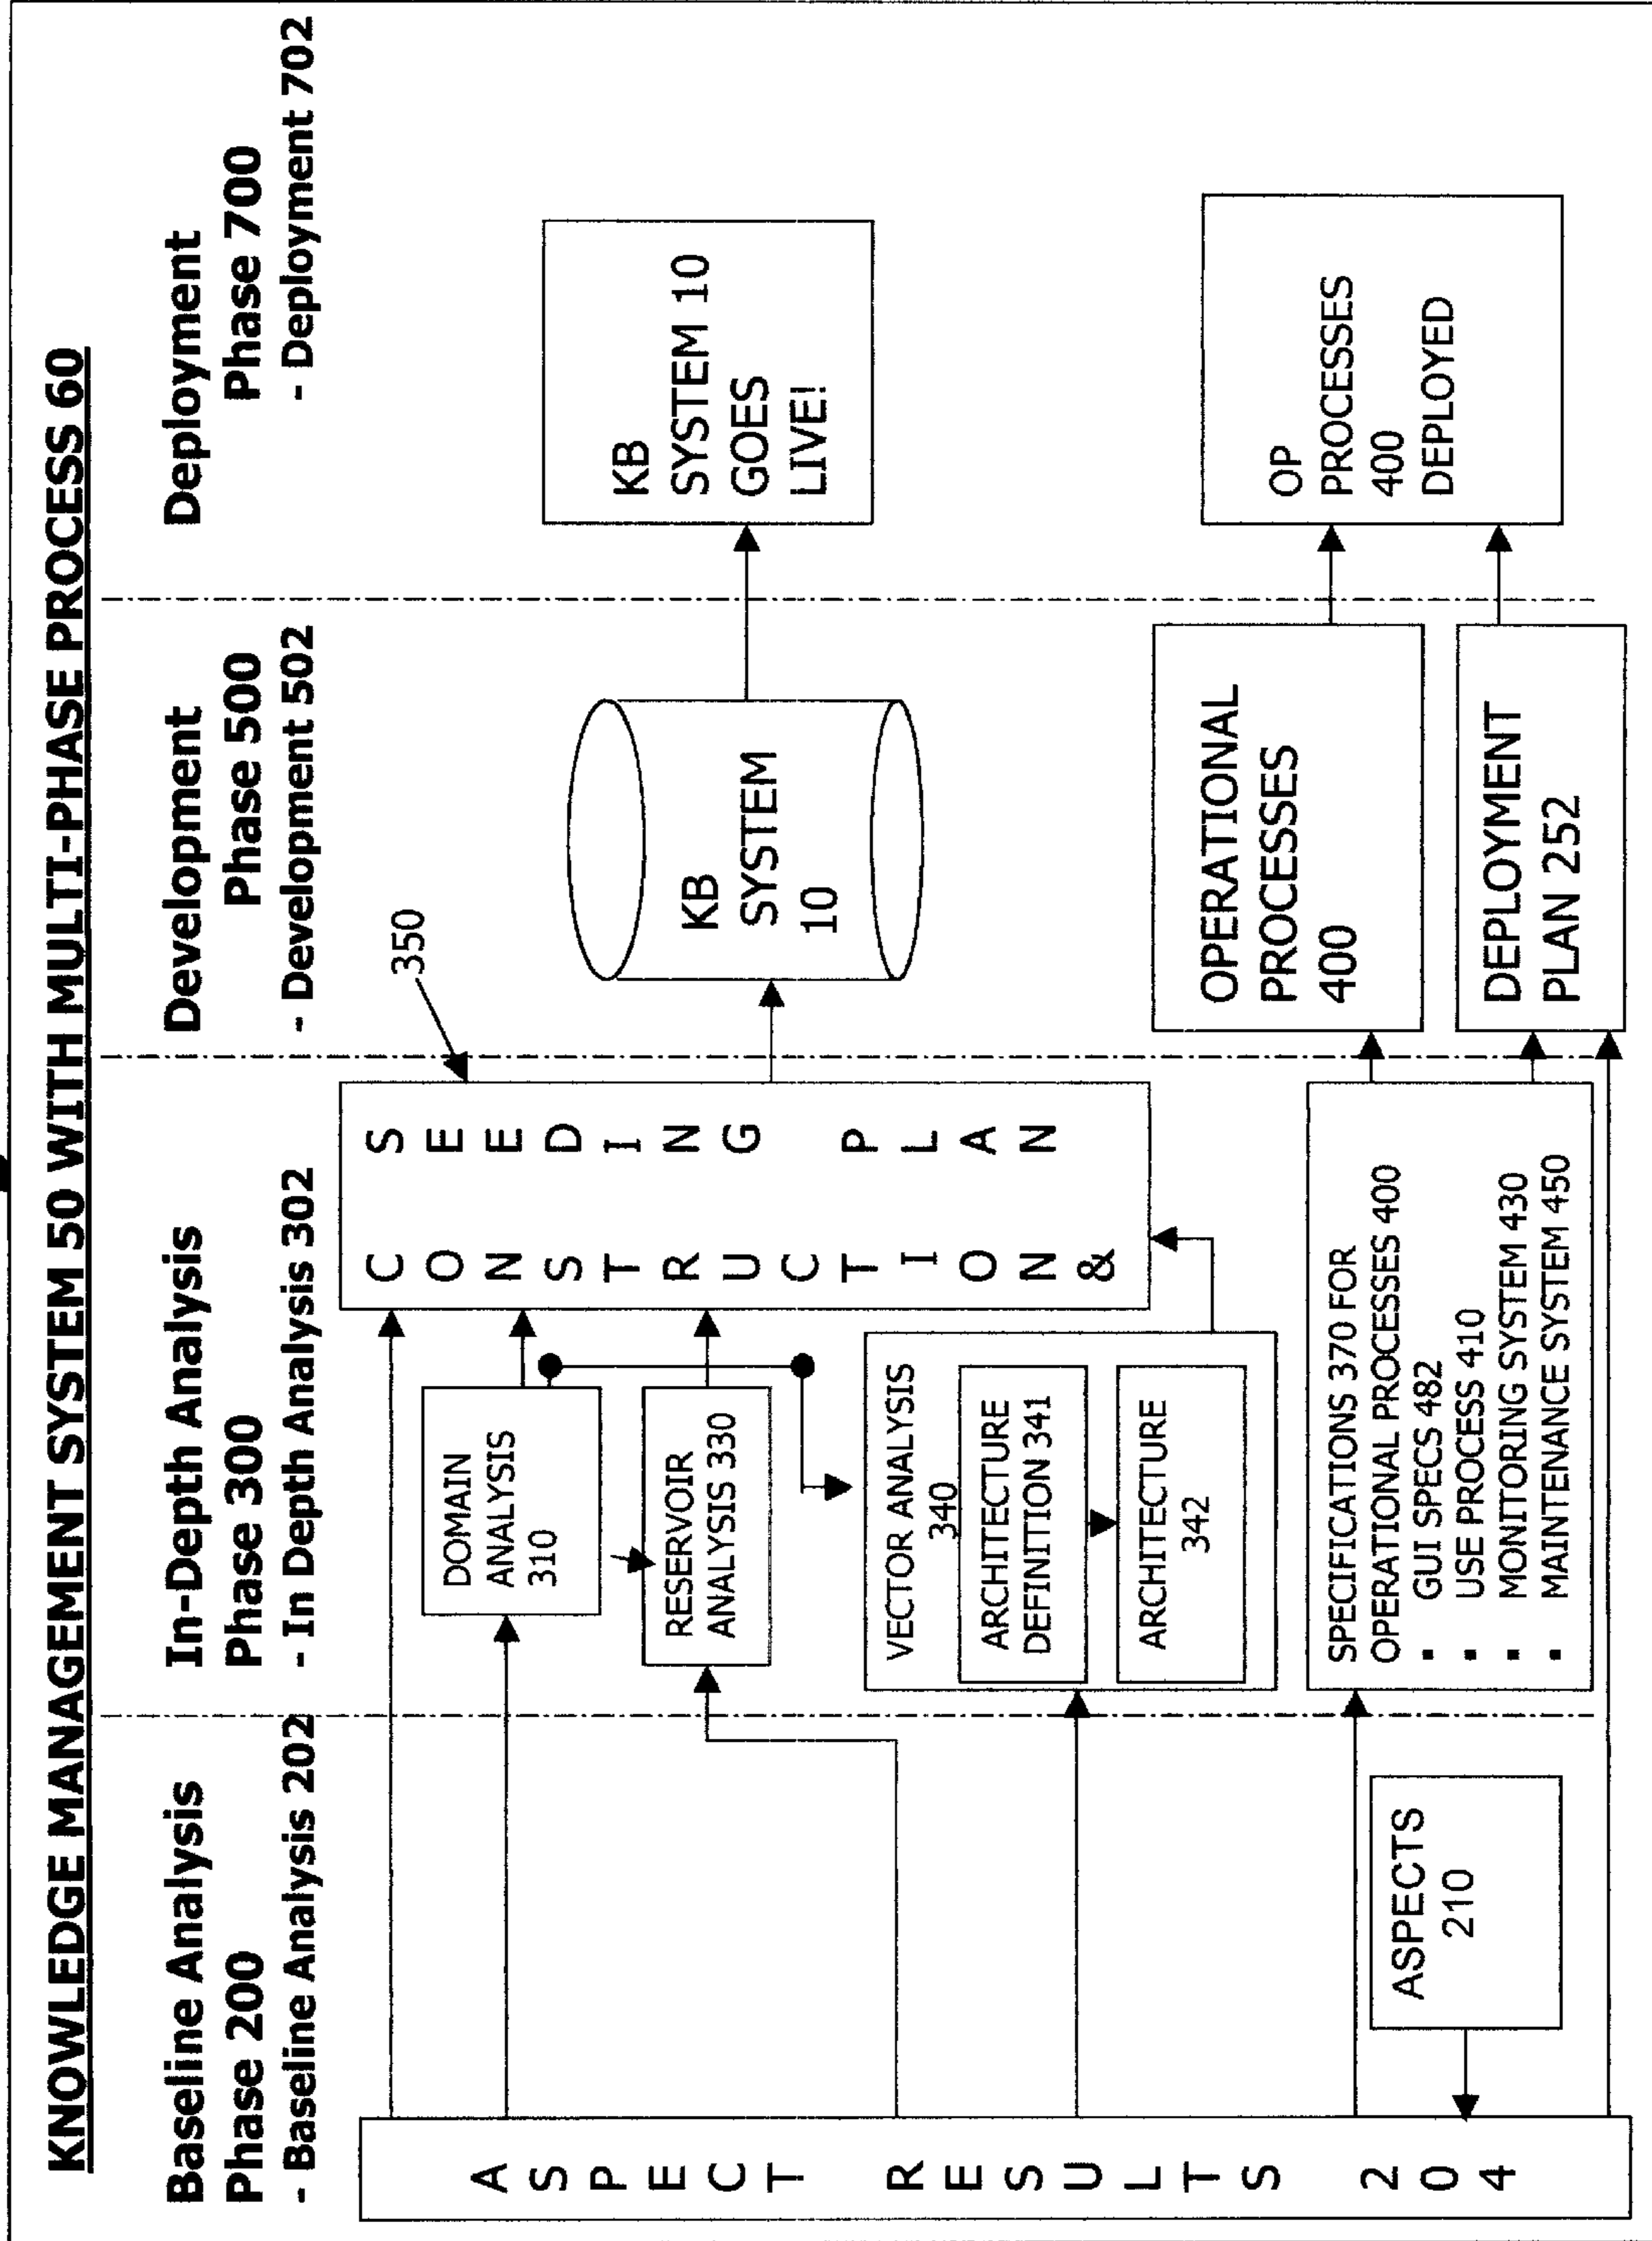 KNOWLEDGE MANAGEMENT SYSTEM 50 WITH MULTI-PHASE PROCESS 60
Baseline Analysis
Phase 200
- Baseline Analysis 202
In-Depth Analysis
Phase 300
- In Depth Analysis 302
Development
Phase 500
- Development 502
Deployment
Phase 700
- Deployment 702
ASPECT RESULTS 204
ASPECTS
210
DOMAIN
ANALYSIS
310
RESERVOIR
ANALYSIS 330
VECTOR ANALYSIS
340
ARCHITECTURE
DEFINITION 341
ARCHITECTURE
342
CONSTRUCTION &
SEEDING PLAN
350
SPECIFICATIONS 370 FOR
OPERATIONAL PROCESSES 400
▪ GUI SPECS 482
▪ USE PROCESS 410
▪ MONITORING SYSTEM 430
▪ MAINTENANCE SYSTEM 450
KB
SYSTEM
10
OPERATIONAL
PROCESSES
400
DEPLOYMENT
PLAN 252
KB
SYSTEM 10
GOES
LIVE!
OP
PROCESSES
400
DEPLOYED